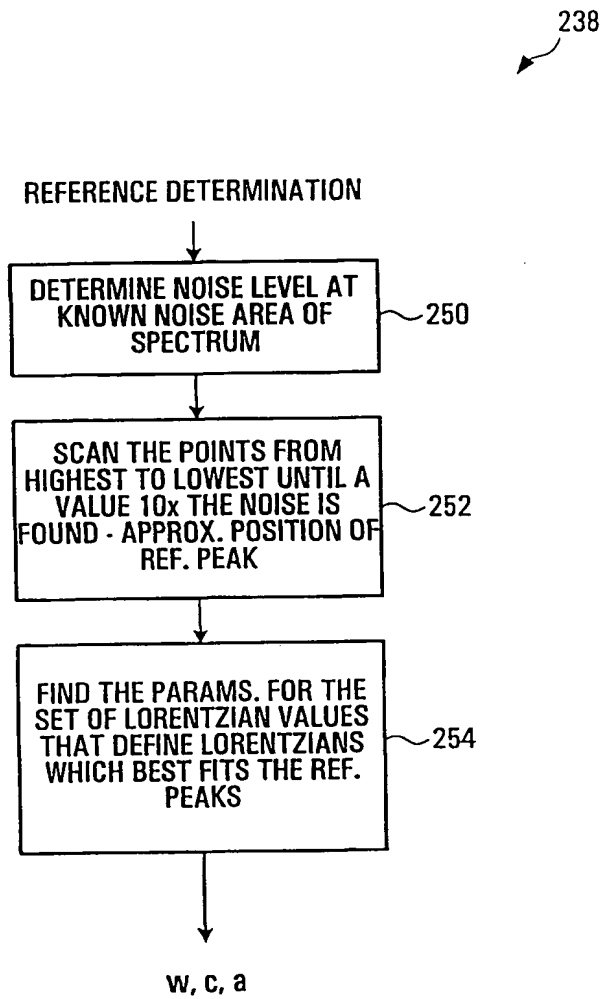 238
REFERENCE DETERMINATION
DETERMINE NOISE LEVEL AT
KNOWN NOISE AREA OF
SPECTRUM
250
SCAN THE POINTS FROM
HIGHEST TO LOWEST UNTIL A
VALUE 10x THE NOISE IS
FOUND - APPROX. POSITION OF
REF. PEAK
252
FIND THE PARAMS. FOR THE
SET OF LORENTZIAN VALUES
THAT DEFINE LORENTZIANS
WHICH BEST FITS THE REF.
PEAKS
254
w, c, a